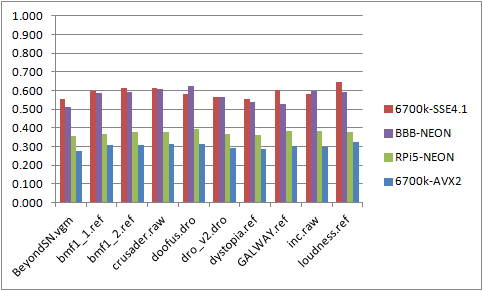 1.000
0.900
0.800
0.700
0.600
0.500
0.400
0.300
0.200
0.100
0.000
BeyondSN.vgm
bmf1_1.ref
bmf1_2.ref
crusader.raw
doofus.dro
dro_v2.dro
dystopia.ref
GALWAY.ref
inc.raw
loudness.ref
6700k-SSE4.1
BBB-NEON
RPi5-NEON
6700k-AVX2